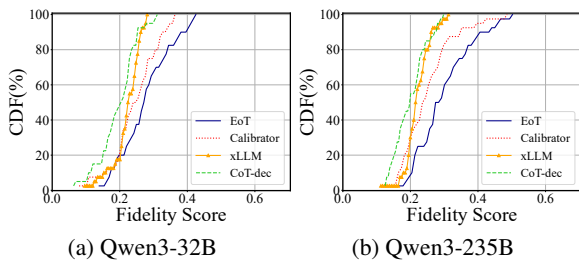 100
80
60
40
20
0
CDF(%)
EoT
Calibrator
xLLM
CoT-dec
0.0 0.2 0.4 0.6
Fidelity Score
(a) Qwen3-32B
100
80
60
40
20
0
CDF(%)
EoT
Calibrator
xLLM
CoT-dec
0.0 0.2 0.4 0.6
Fidelity Score
(b) Qwen3-235B